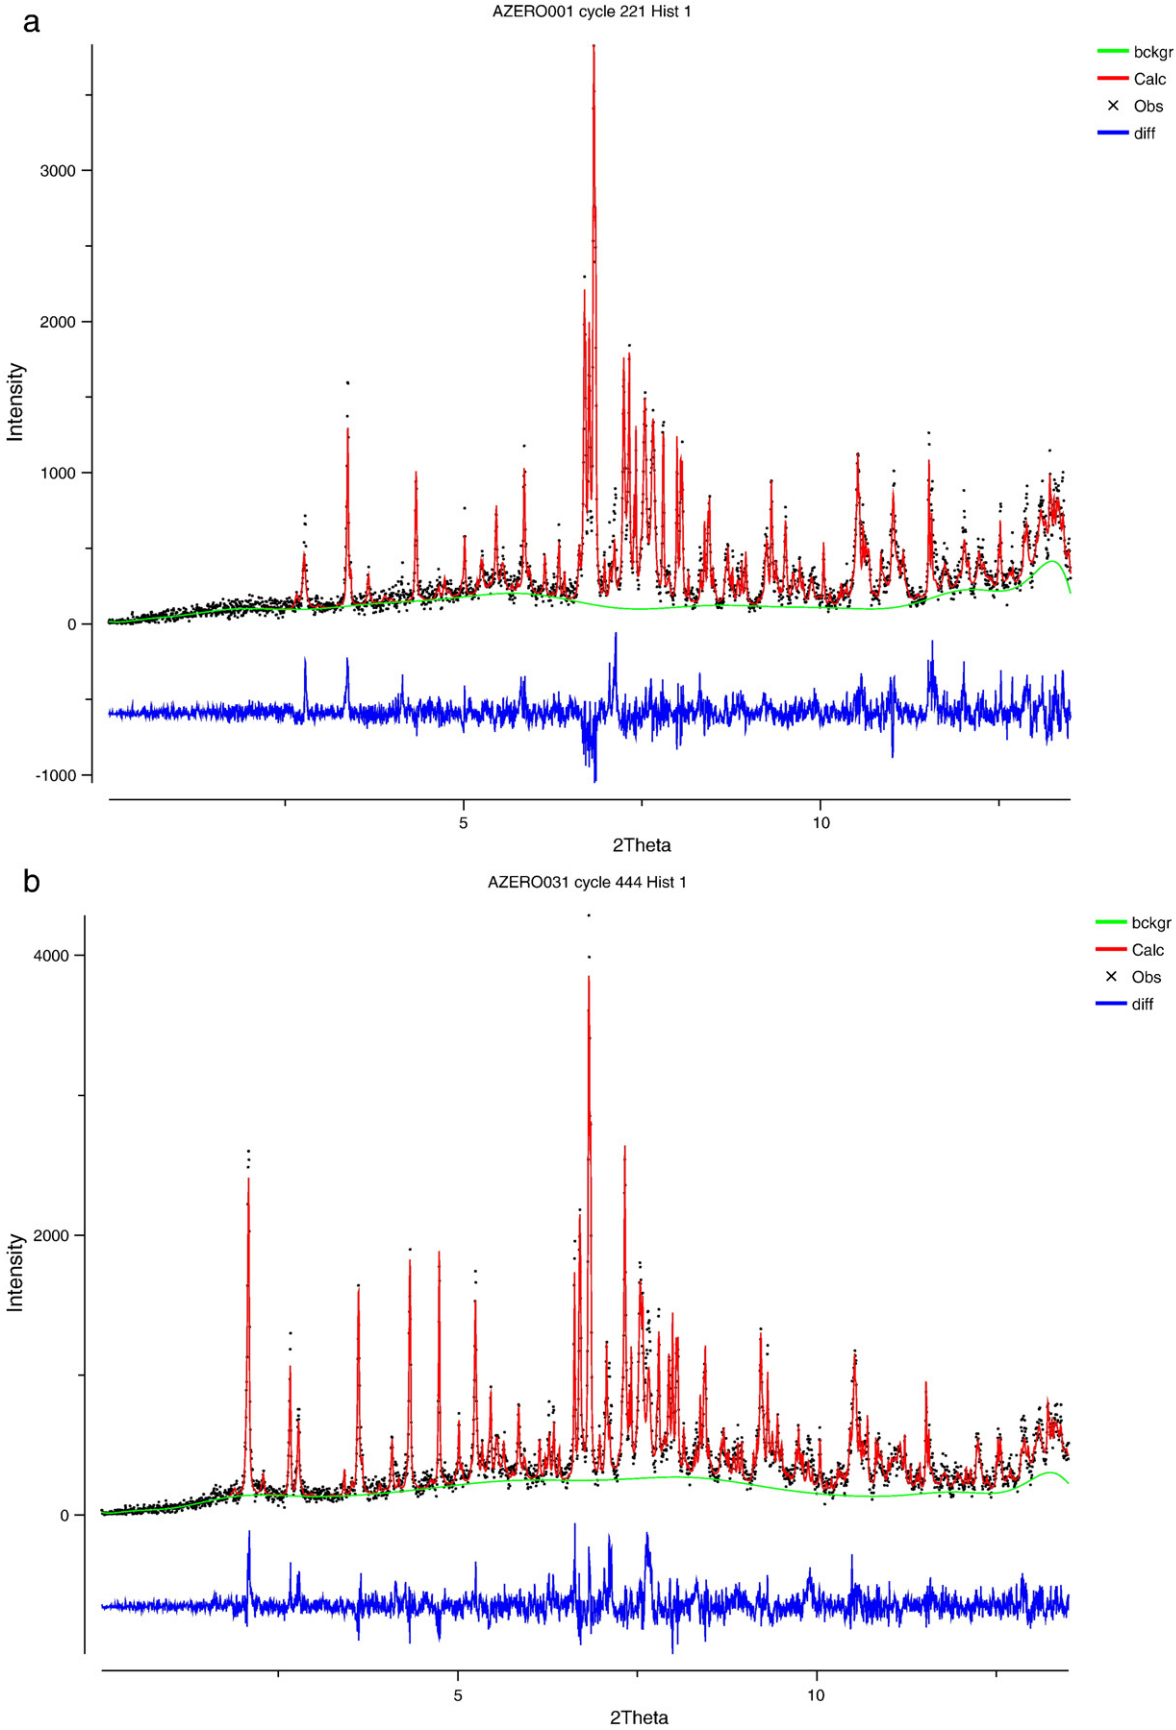 a
AZERO001 cycle 221 Hist 1
bckgr
Calc
Obs
diff
3000
2000
1000
0
-1000
Intensity
5
10
2Theta
b
AZERO031 cycle 444 Hist 1
bckgr
Calc
Obs
diff
4000
2000
0
Intensity
5
10
2Theta